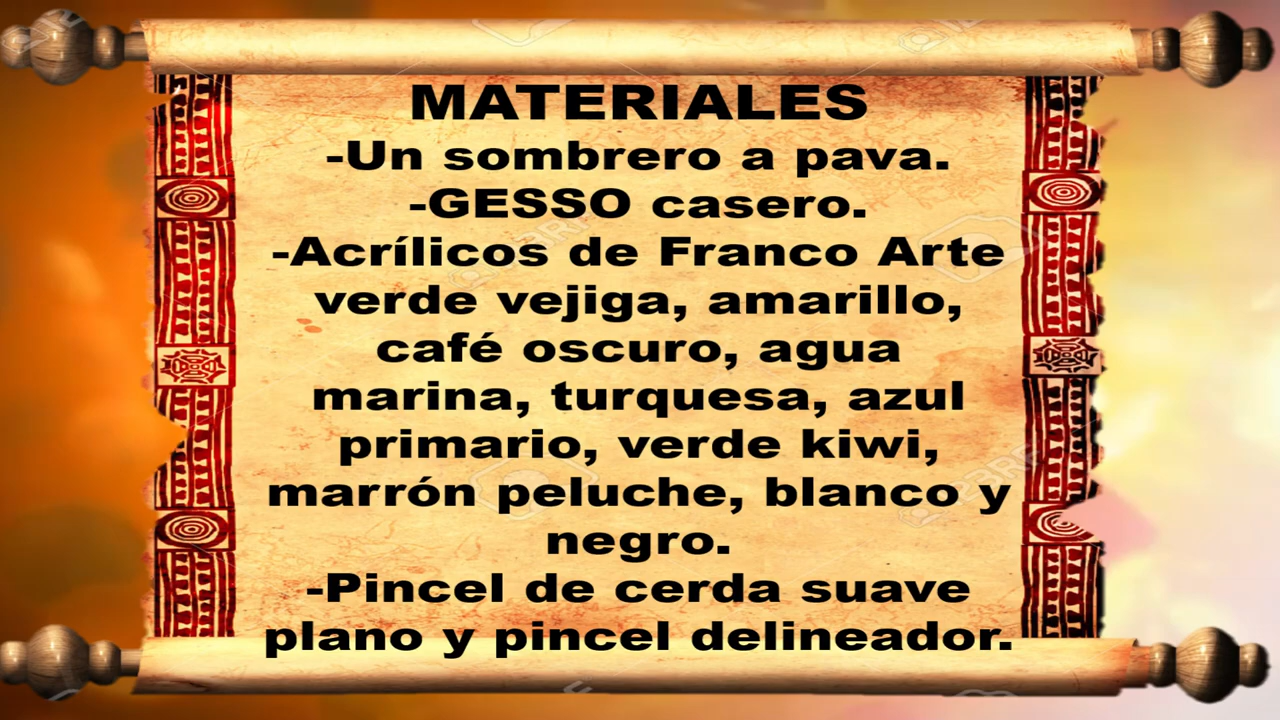 MATERIALES
-Un sombrero a pava.
-GESSO casero.
-Acrílicos de Franco Arte
verde vejiga, amarillo,
café oscuro, agua
marina, turquesa, azul
primario, verde kiwi,
marrón peluche, blanco y
negro.
-Pincel de cerda suave
plano y pincel delineador.